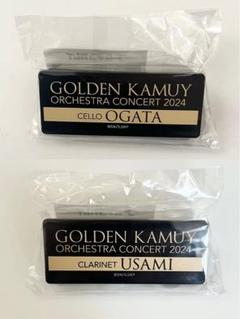 GOLDEN KAMUY
ORCHESTRA CONCERT 2024
CELLO OGATA
GOLDEN KAMUY
ORCHESTRA CONCERT 2024
CLARINET USAMI